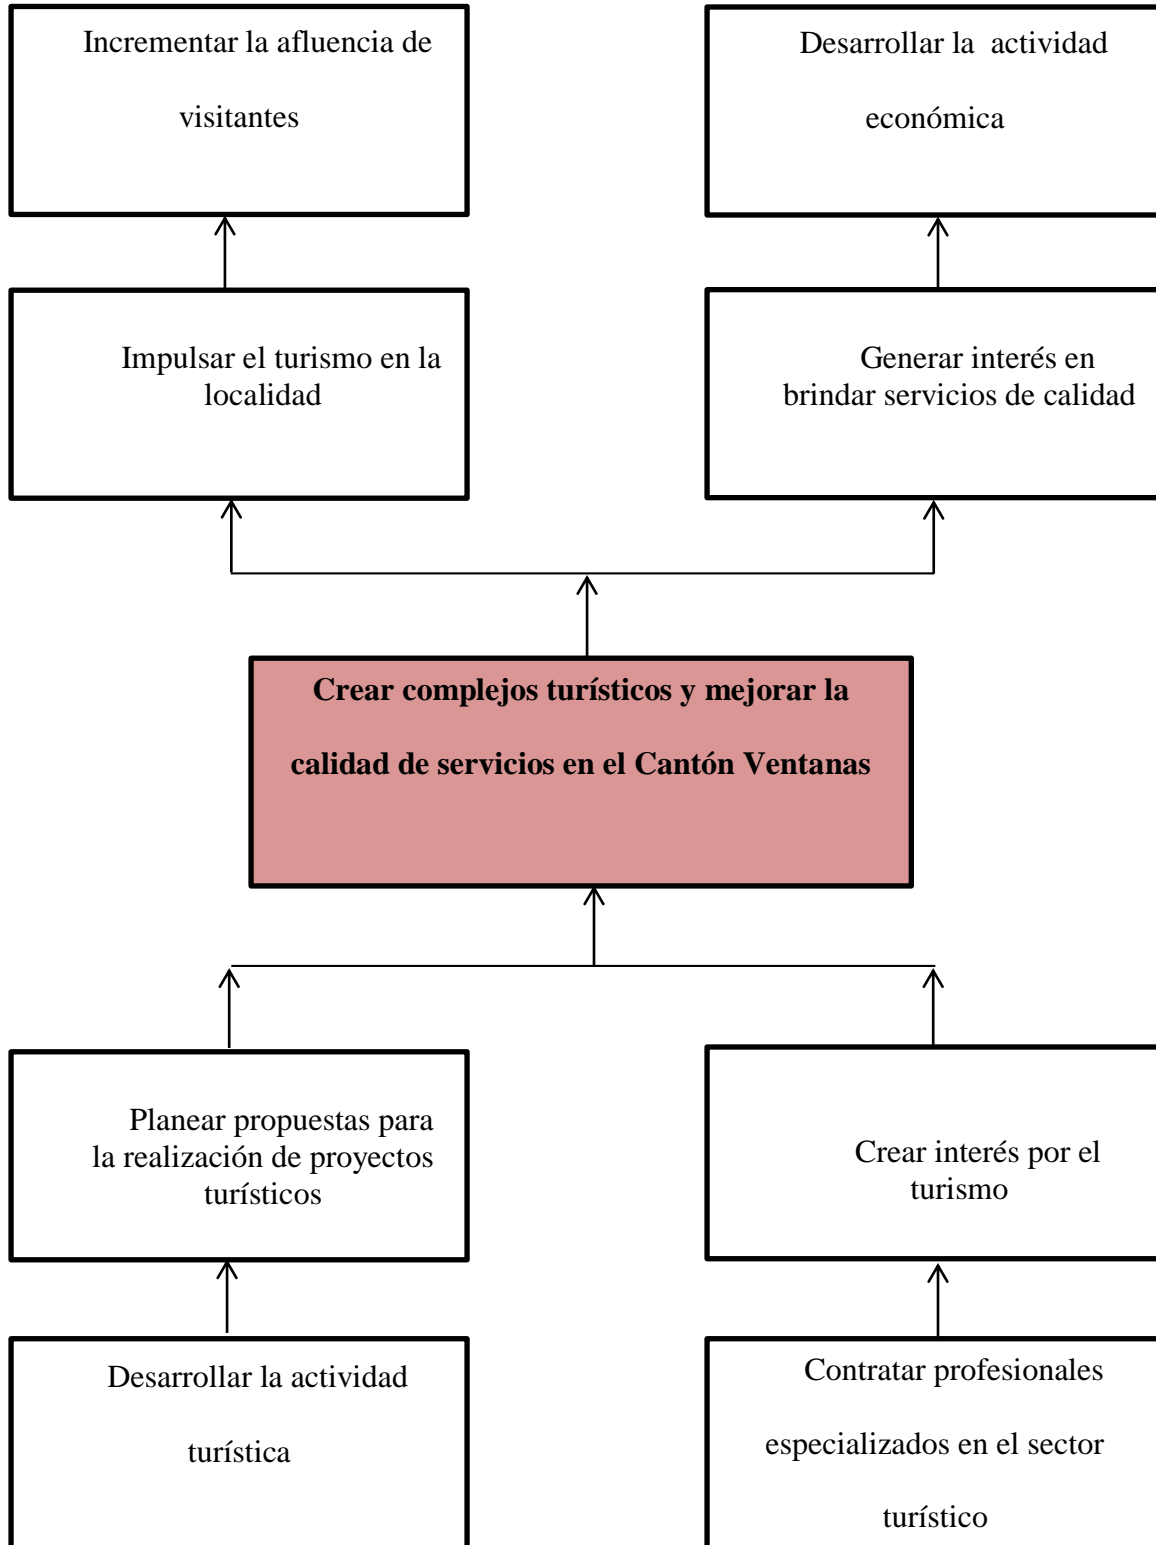 Incrementar la afluencia de
visitantes
Desarrollar la actividad
económica
Impulsar el turismo en la
localidad
Generar interés en
brindar servicios de calidad
Crear complejos turísticos y mejorar la
calidad de servicios en el Cantón Ventanas
Planear propuestas para
la realización de proyectos
turísticos
Crear interés por el
turismo
Desarrollar la actividad
turística
Contratar profesionales
especializados en el sector
turístico